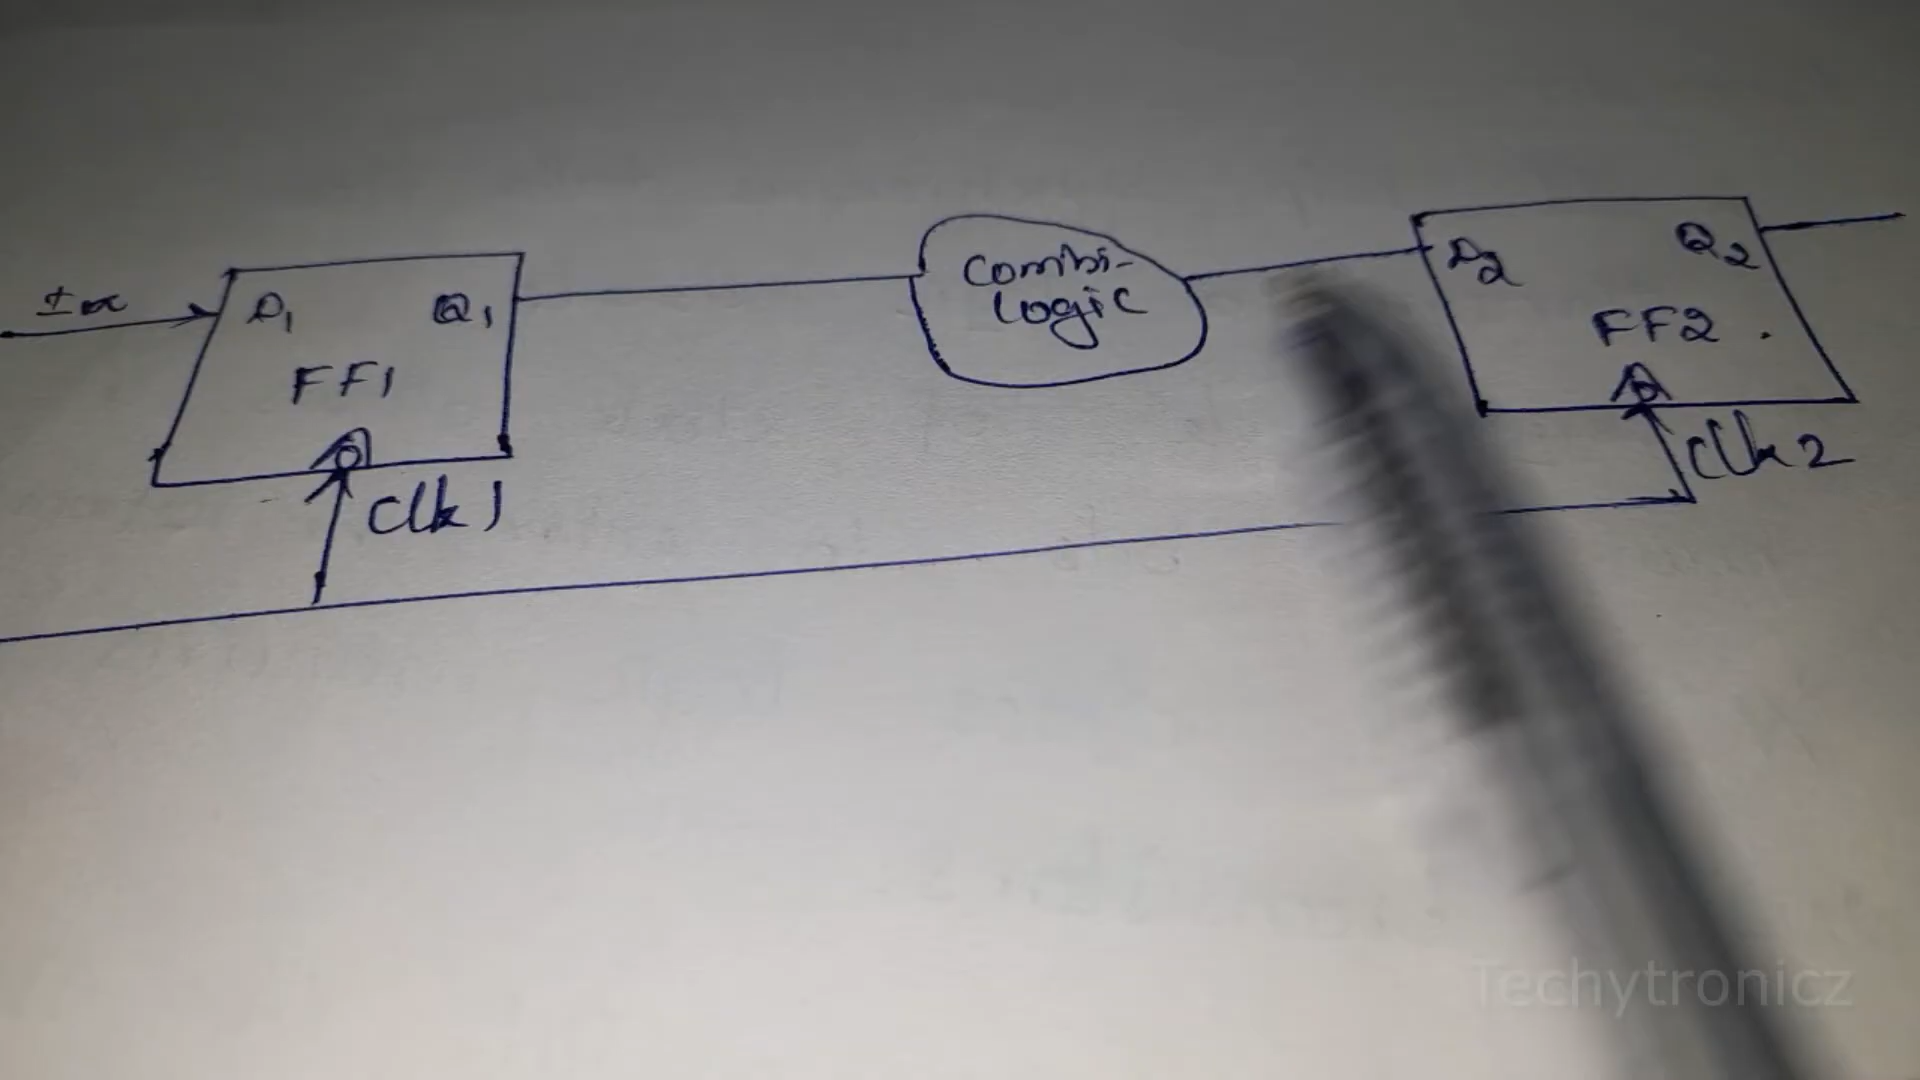 D1 Q1
FF1
Clk1
Combi-
Logic
D2 Q2
FF2
Clk2
Techytronicz